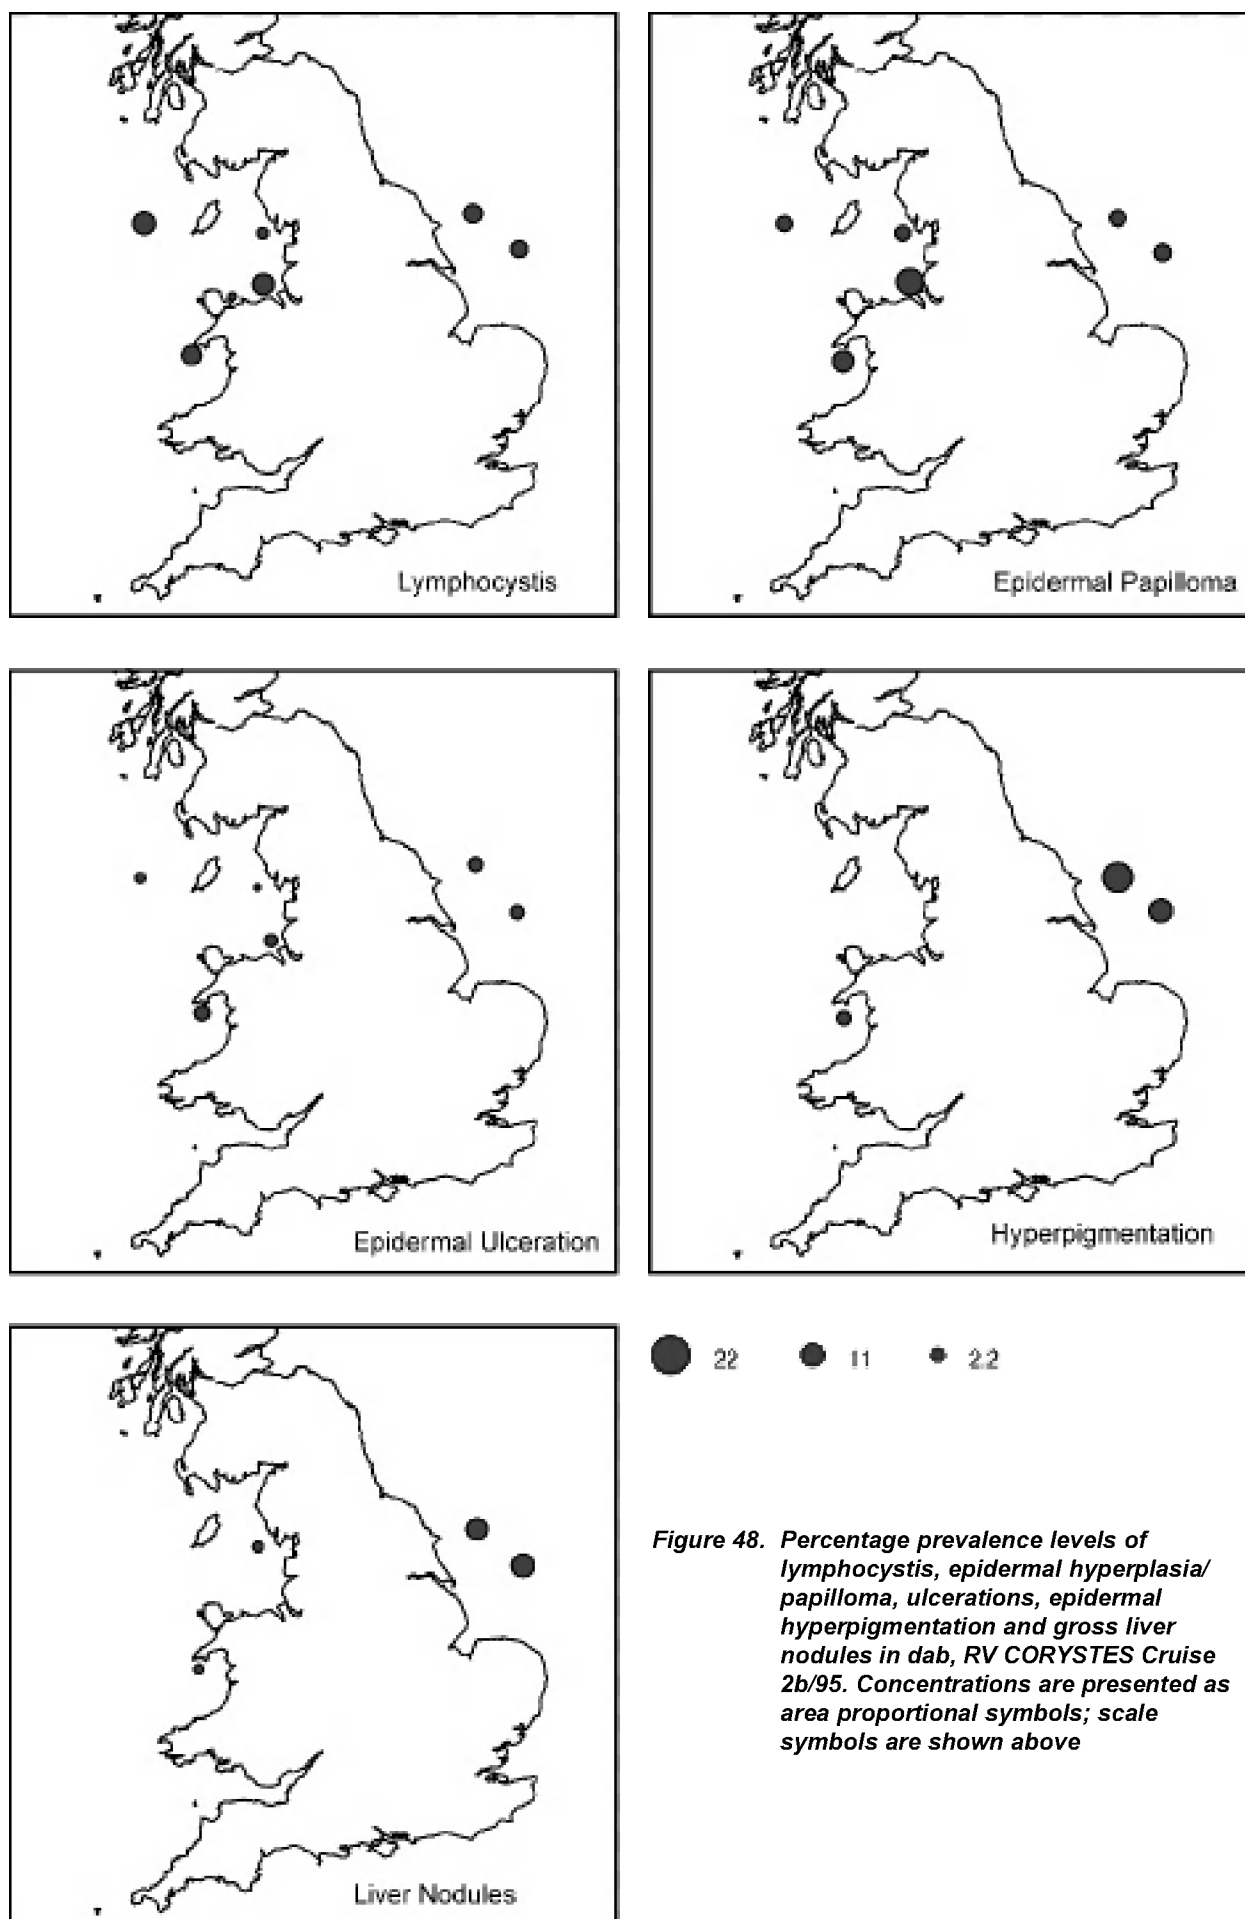 Lymphocystis
Epidermal Papilloma
Epidermal Ulceration
Hyperpigmentation
22 11 2.2
Liver Nodules
Figure 48. Percentage prevalence levels of
lymphocystis, epidermal hyperplasia/
papilloma, ulcerations, epidermal
hyperpigmentation and gross liver
nodules in dab, RV CORYSTES Cruise
2b/95. Concentrations are presented as
area proportional symbols; scale
symbols are shown above